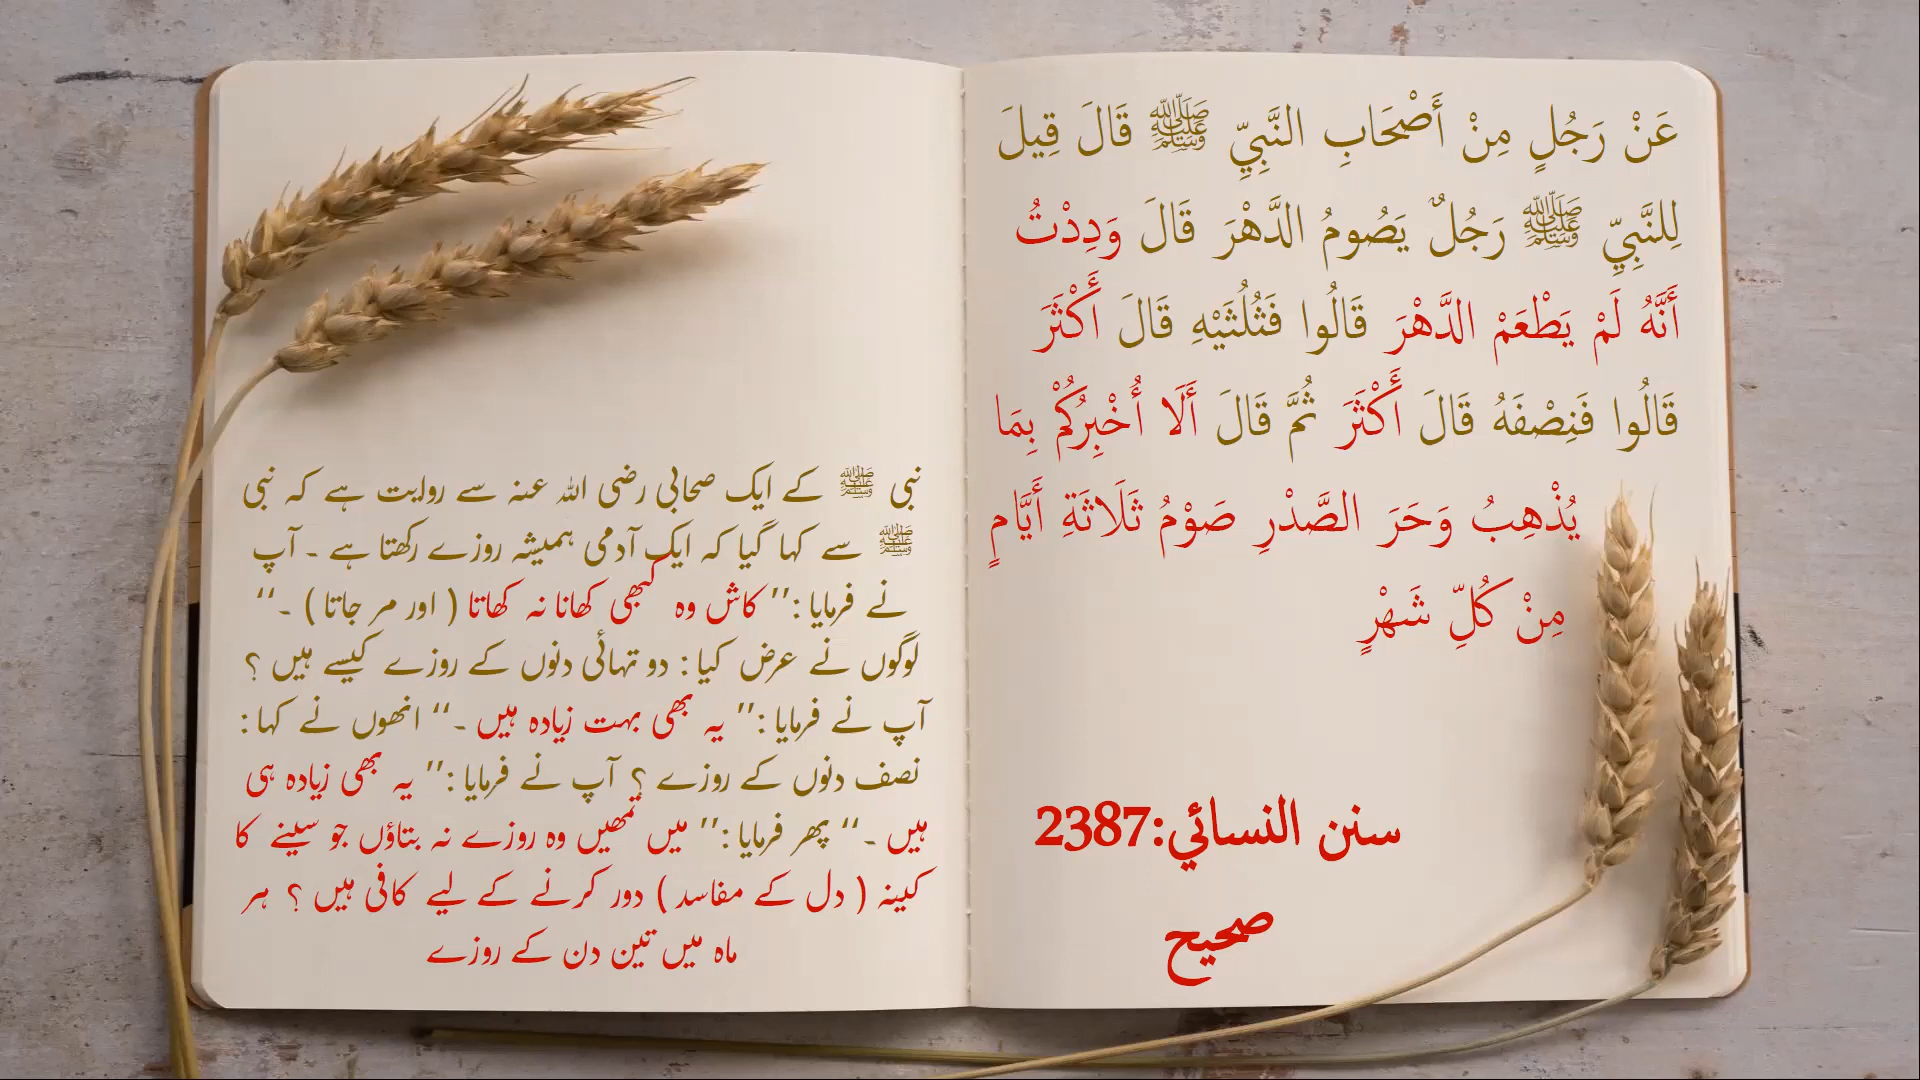 عَنْ رَجُلٍ مِنْ أَصْحَابِ النَّبِيِّ ﷺ قَالَ قِيلَ
لِلنَّبِيِّ ﷺ رَجُلٌ يَصُومُ الدَّهْرَ قَالَ وَدِدْتُ
أَنَّهُ لَمْ يَطْعَمْ الدَّهْرَ قَالُوا فَثُلُثَيْهِ قَالَ أَكْثَرَ
قَالُوا فَنِصْفَهُ قَالَ أَكْثَرَ ثُمَّ قَالَ أَلَا أُخْبِرُكُمْ بِمَا
يُذْهِبُ وَحَرَ الصَّدْرِ صَوْمُ ثَلَاثَةِ أَيَّامٍ
مِنْ كُلِّ شَهْرٍ
سنن النسائي:2387
صحيح
نبی ﷺ کے ایک صحابی رضی اللہ عنہ سے روایت ہے کہ نبی
ﷺ سے کہا گیا کہ ایک آدمی ہمیشہ روزے رکھتا ہے ۔ آپ
نے فرمایا :’’ کاش وہ کبھی کھانا نہ کھاتا ( اور مر جاتا ) ۔‘‘
لوگوں نے عرض کیا : دو تہائی دنوں کے روزے کیسے ہیں ؟
آپ نے فرمایا :’’ یہ بھی بہت زیادہ ہیں ۔‘‘ انھوں نے کہا :
نصف دنوں کے روزے ؟ آپ نے فرمایا :’’ یہ بھی زیادہ ہی
ہیں ۔‘‘ پھر فرمایا :’’ میں تمھیں وہ روزے نہ بتاؤں جو سینے کا
کینہ ( دل کے مفاسد ) دور کرنے کے لیے کافی ہیں ؟ ہر
ماہ میں تین دن کے روزے